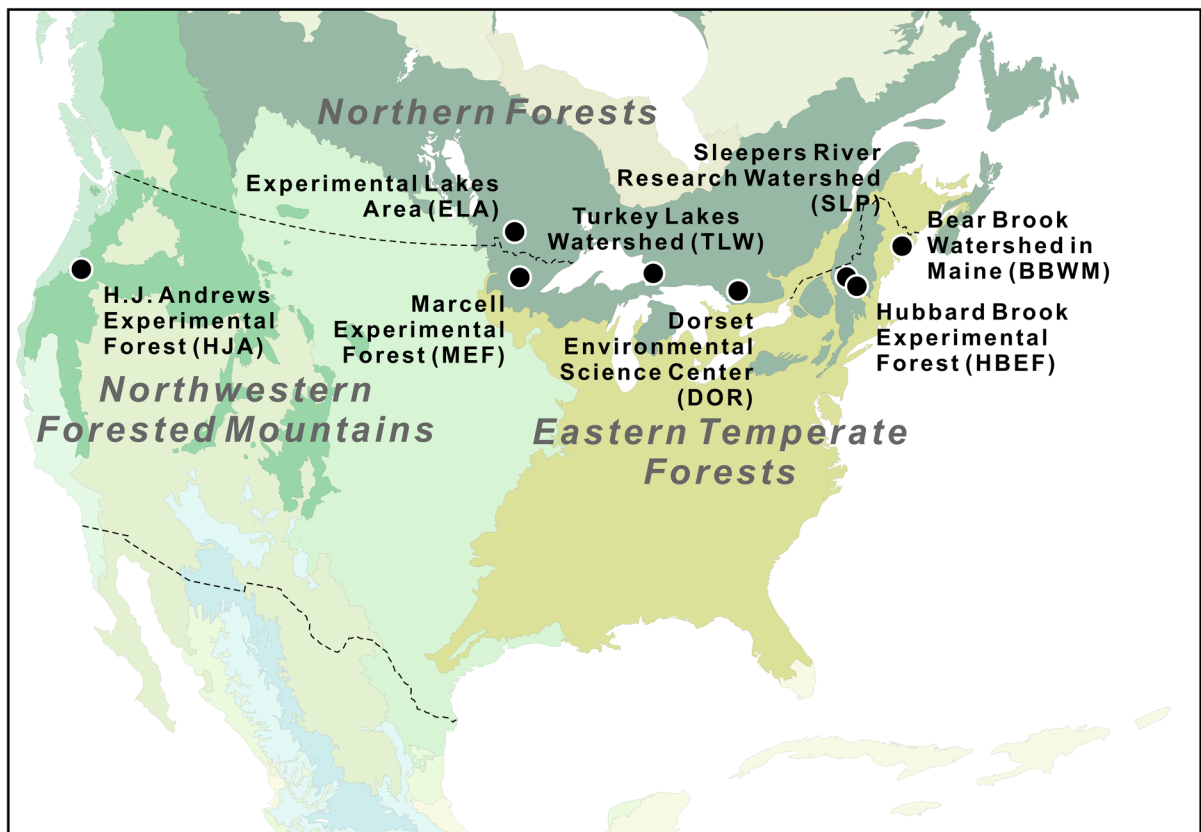 Northern Forests
Sleepers River
Research Watershed
(SLP)
Experimental Lakes
Area (ELA)
Turkey Lakes
Watershed (TLW)
Bear Brook
Watershed in
Maine (BBWM)
H.J. Andrews
Experimental
Forest (HJA)
Marcell
Experimental
Forest (MEF)
Dorset
Environmental
Science Center
(DOR)
Hubbard Brook
Experimental
Forest (HBEF)
Northwestern
Forested Mountains
Eastern Temperate
Forests